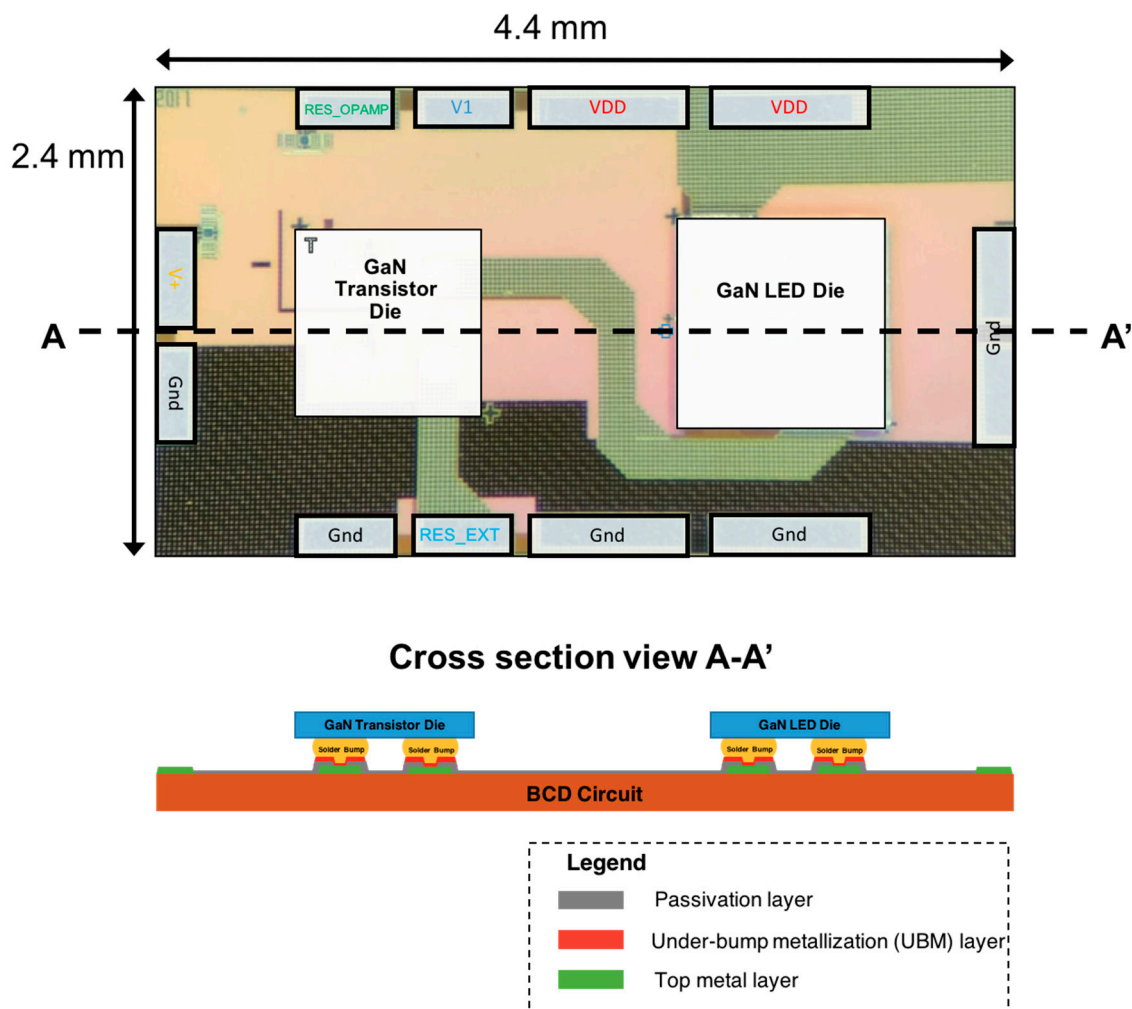 4.4 mm
2017
RES_OPAMP
V1
VDD
VDD
2.4 mm
V+
T
GaN
Transistor
Die
GaN LED Die
A
A’
Gnd
Gnd
Gnd
RES_EXT
Gnd
Gnd
Cross section view A-A’
GaN Transistor Die
GaN LED Die
Solder Bump
Solder Bump
Solder Bump
Solder Bump
BCD Circuit
Legend
Passivation layer
Under-bump metallization (UBM) layer
Top metal layer